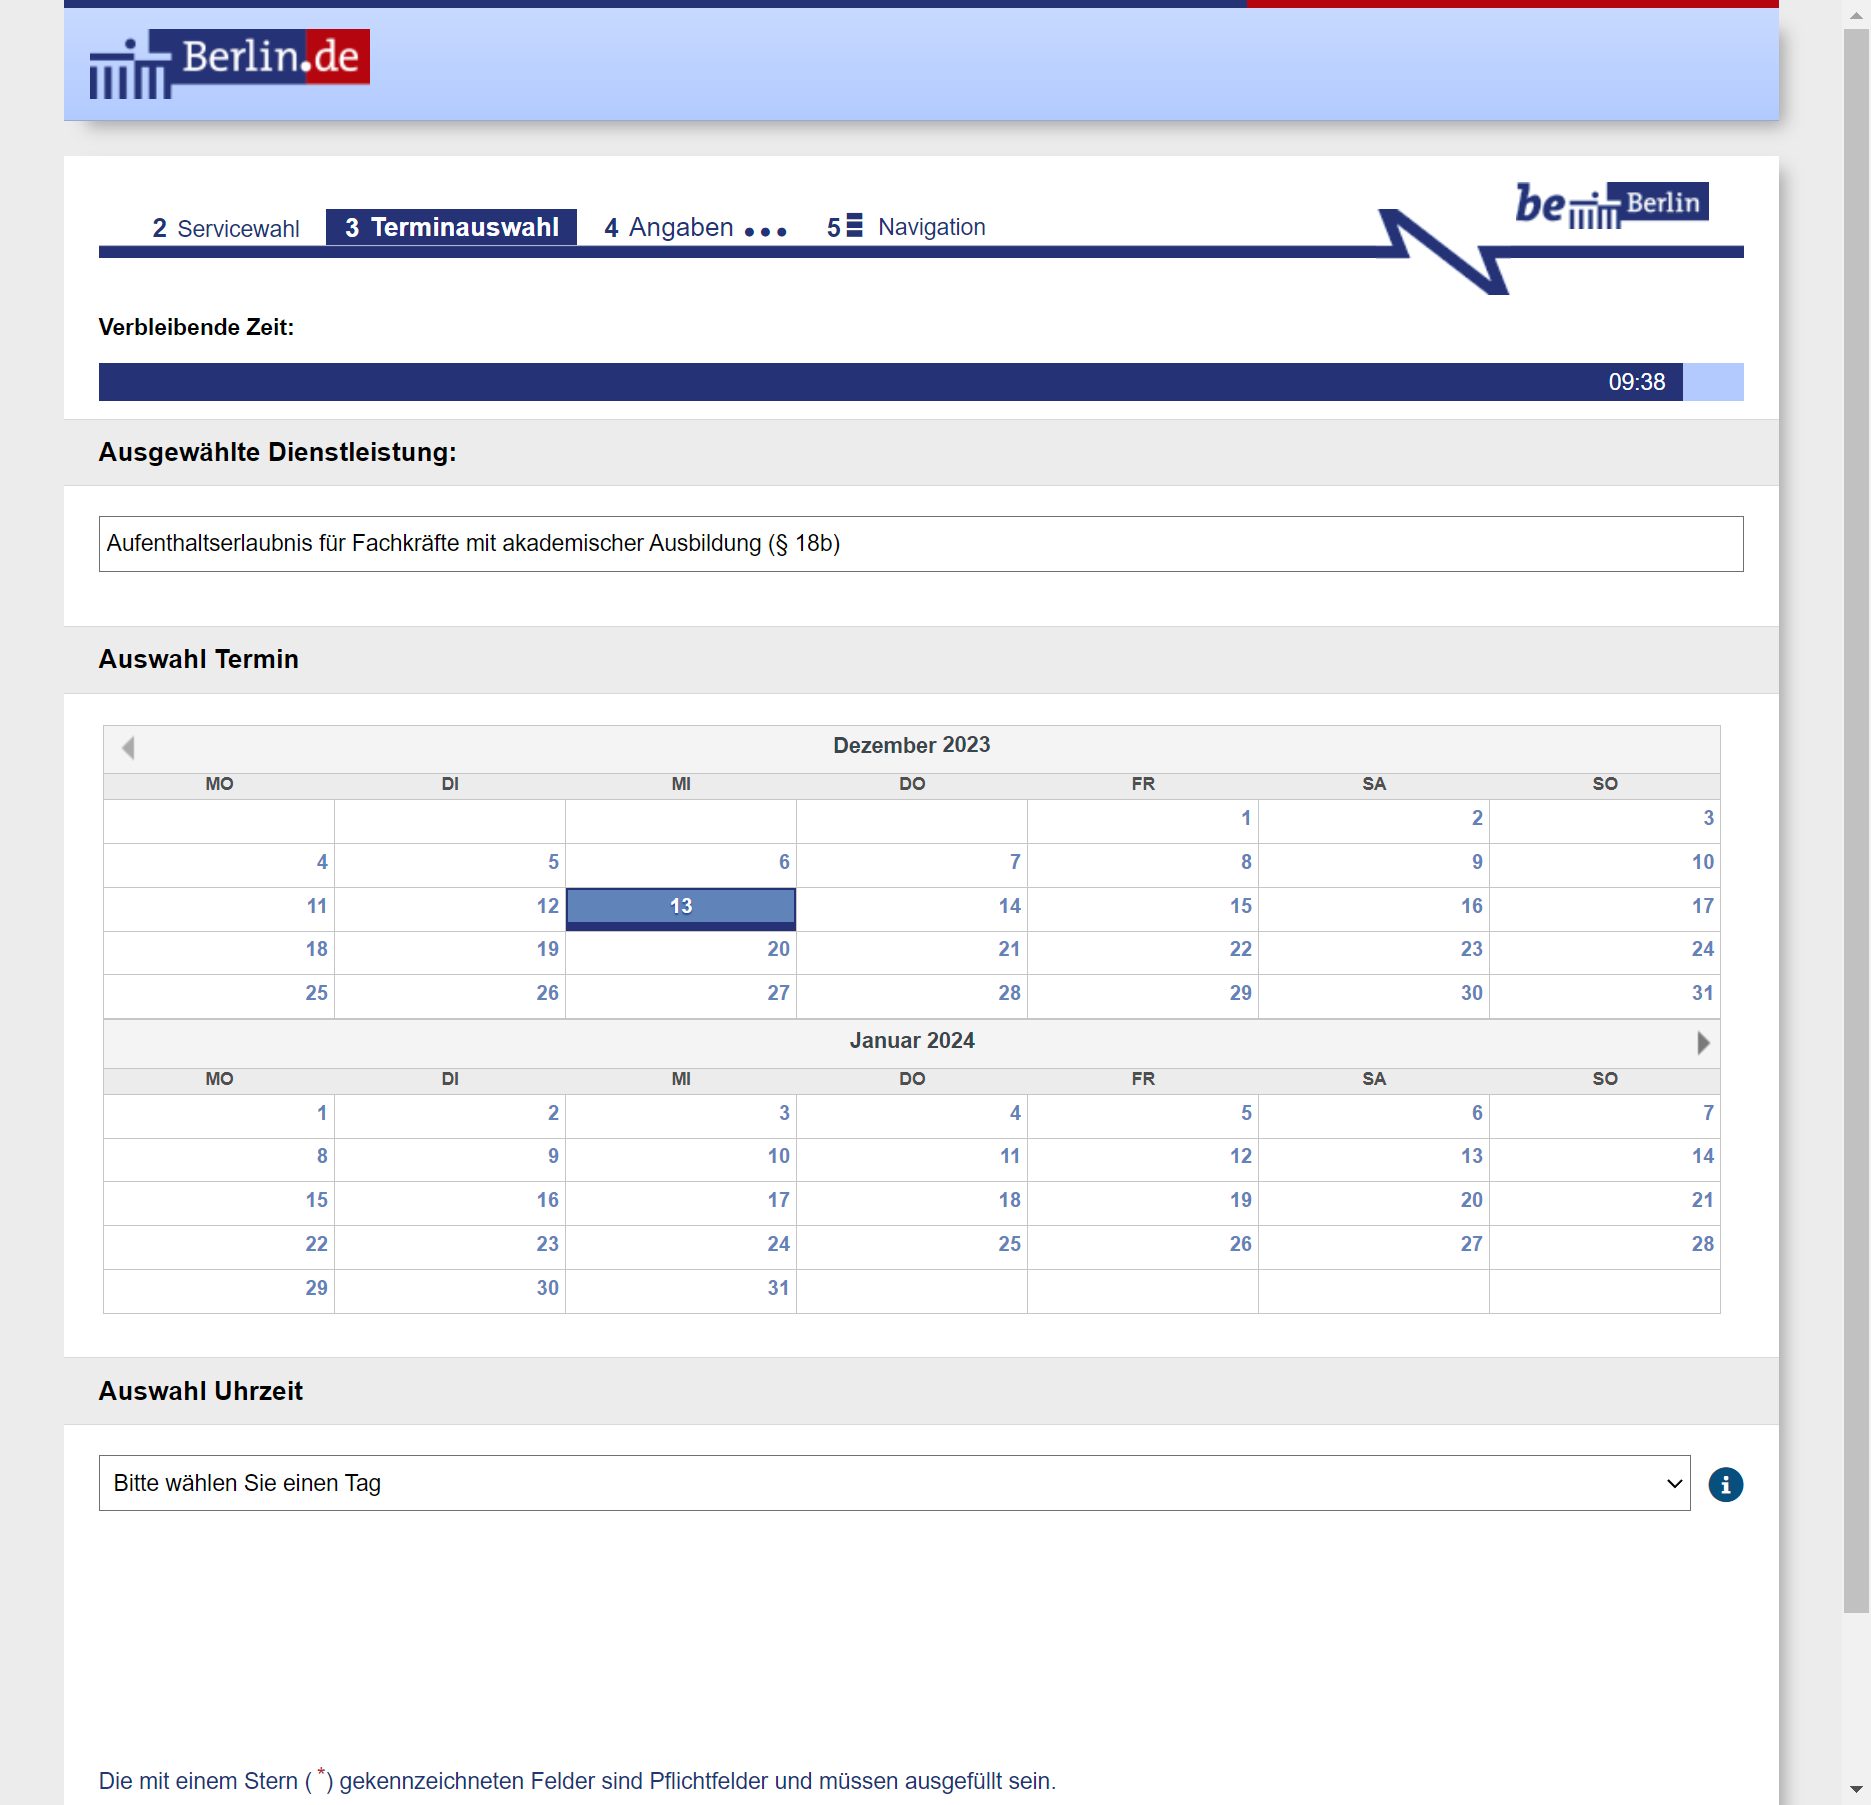 Berlin.de
be Berlin
2 Servicewahl 3 Terminauswahl 4 Angaben ●●● 5 Navigation
Verbleibende Zeit:
09:38
Ausgewählte Dienstleistung:
Aufenthaltserlaubnis für Fachkräfte mit akademischer Ausbildung (§ 18b)
Auswahl Termin
Dezember 2023
MO DI MI DO FR SA SO
1 2 3
4 5 6 7 8 9 10
11 12 13 14 15 16 17
18 19 20 21 22 23 24
25 26 27 28 29 30 31
Januar 2024
MO DI MI DO FR SA SO
1 2 3 4 5 6 7
8 9 10 11 12 13 14
15 16 17 18 19 20 21
22 23 24 25 26 27 28
29 30 31
Auswahl Uhrzeit
Bitte wählen Sie einen Tag
i
Die mit einem Stern ( *) gekennzeichneten Felder sind Pflichtfelder und müssen ausgefüllt sein.